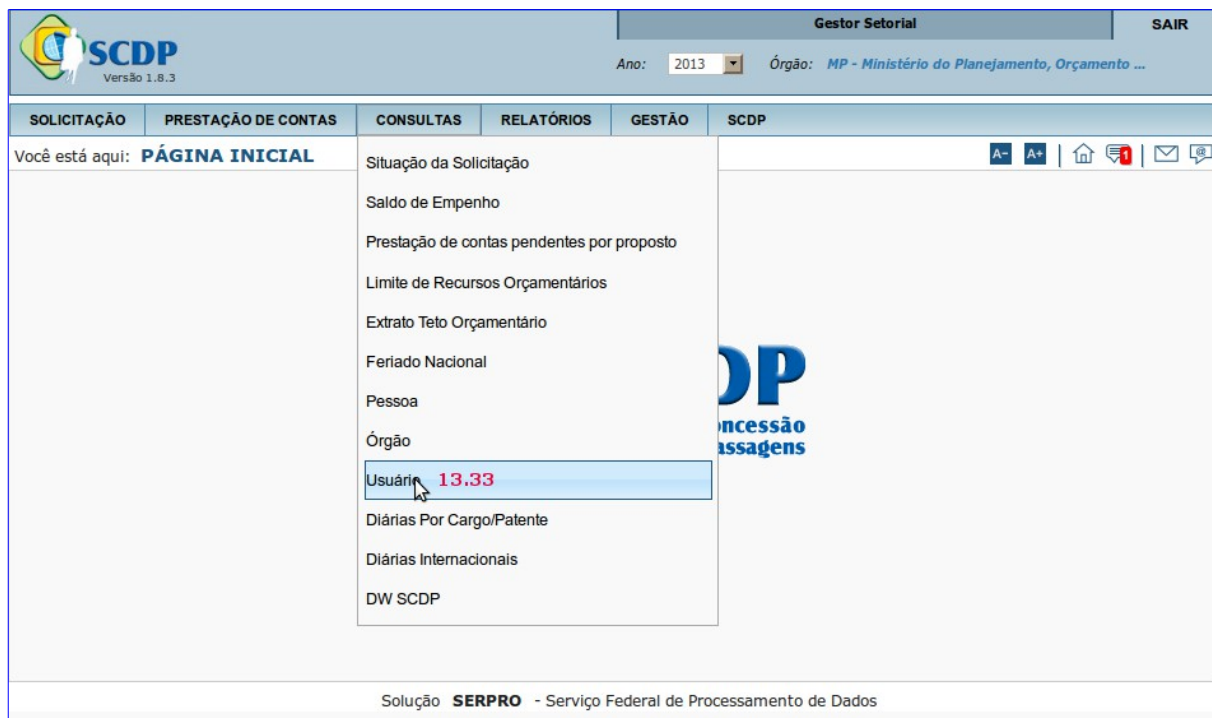 Gestor Setorial SAIR
SCDP
Versão 1.8.3
Ano: 2013 Órgão: MP - Ministério do Planejamento, Orçamento ...
SOLICITAÇÃO PRESTAÇÃO DE CONTAS CONSULTAS RELATÓRIOS GESTÃO SCDP
Você está aqui: PÁGINA INICIAL
A- A+ 1
Situação da Solicitação
Saldo de Empenho
Prestação de contas pendentes por proposto
Limite de Recursos Orçamentários
Extrato Teto Orçamentário
Feriado Nacional
Pessoa
Órgão
Usuário 13.33
Diárias Por Cargo/Patente
Diárias Internacionais
DW SCDP
DP
ncessão
assagens
Solução SERPRO - Serviço Federal de Processamento de Dados